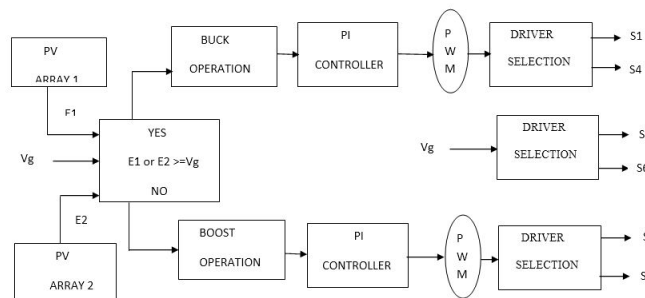 PV
ARRAY 1
E1
Vg
E2
PV
ARRAY 2
YES
E1 or E2 >=Vg
NO
BUCK
OPERATION
PI
CONTROLLER
P
W
M
DRIVER
SELECTION
S1
S4
Vg
DRIVER
SELECTION
S
S6
BOOST
OPERATION
PI
CONTROLLER
P
W
M
DRIVER
SELECTION
S
S